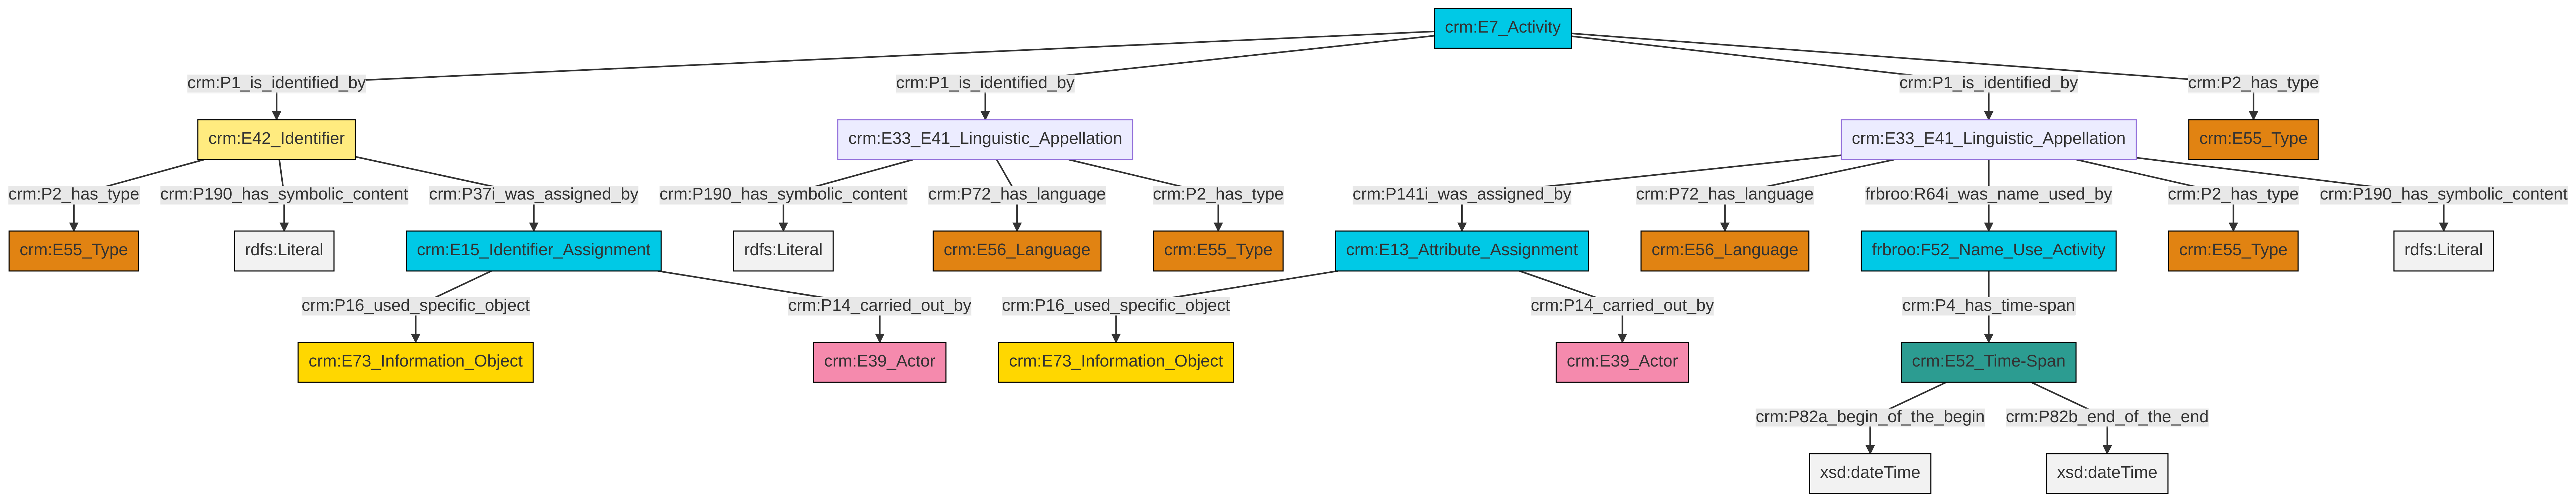 crm:E7_Activity
crm:P1_is_identified_by
crm:P1_is_identified_by
crm:P1_is_identified_by
crm:P2_has_type
crm:E42_Identifier
crm:E33_E41_Linguistic_Appellation
crm:E33_E41_Linguistic_Appellation
crm:E55_Type
crm:P2_has_type
crm:P190_has_symbolic_content
crm:P37i_was_assigned_by
crm:P190_has_symbolic_content
crm:P72_has_language
crm:P2_has_type
crm:P141i_was_assigned_by
crm:P72_has_language
frbroo:R64i_was_name_used_by
crm:P2_has_type
crm:P190_has_symbolic_content
crm:E55_Type
rdfs:Literal
crm:E15_Identifier_Assignment
rdfs:Literal
crm:E56_Language
crm:E55_Type
crm:E13_Attribute_Assignment
crm:E56_Language
frbroo:F52_Name_Use_Activity
crm:E55_Type
rdfs:Literal
crm:P16_used_specific_object
crm:P14_carried_out_by
crm:P16_used_specific_object
crm:P14_carried_out_by
crm:P4_has_time-span
crm:E73_Information_Object
crm:E39_Actor
crm:E73_Information_Object
crm:E39_Actor
crm:E52_Time-Span
crm:P82a_begin_of_the_begin
crm:P82b_end_of_the_end
xsd:dateTime
xsd:dateTime